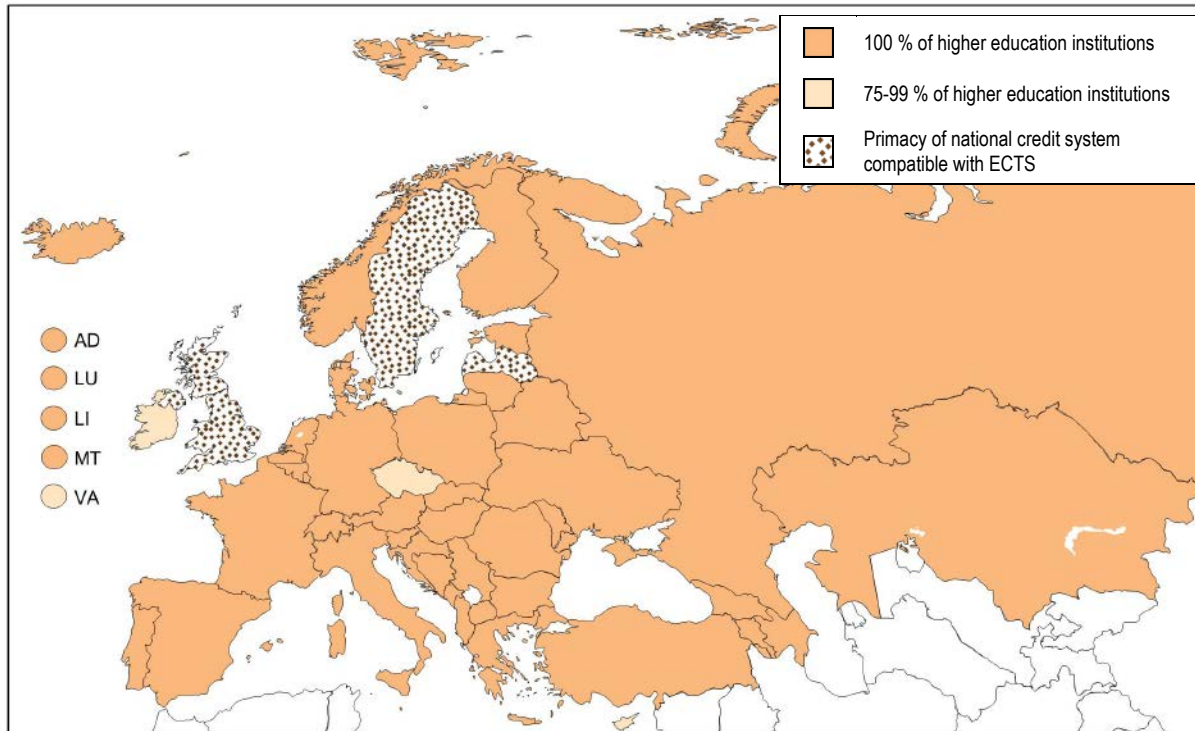 100 % of higher education institutions
75-99 % of higher education institutions
Primacy of national credit system
compatible with ECTS
AD
LU
LI
MT
VA